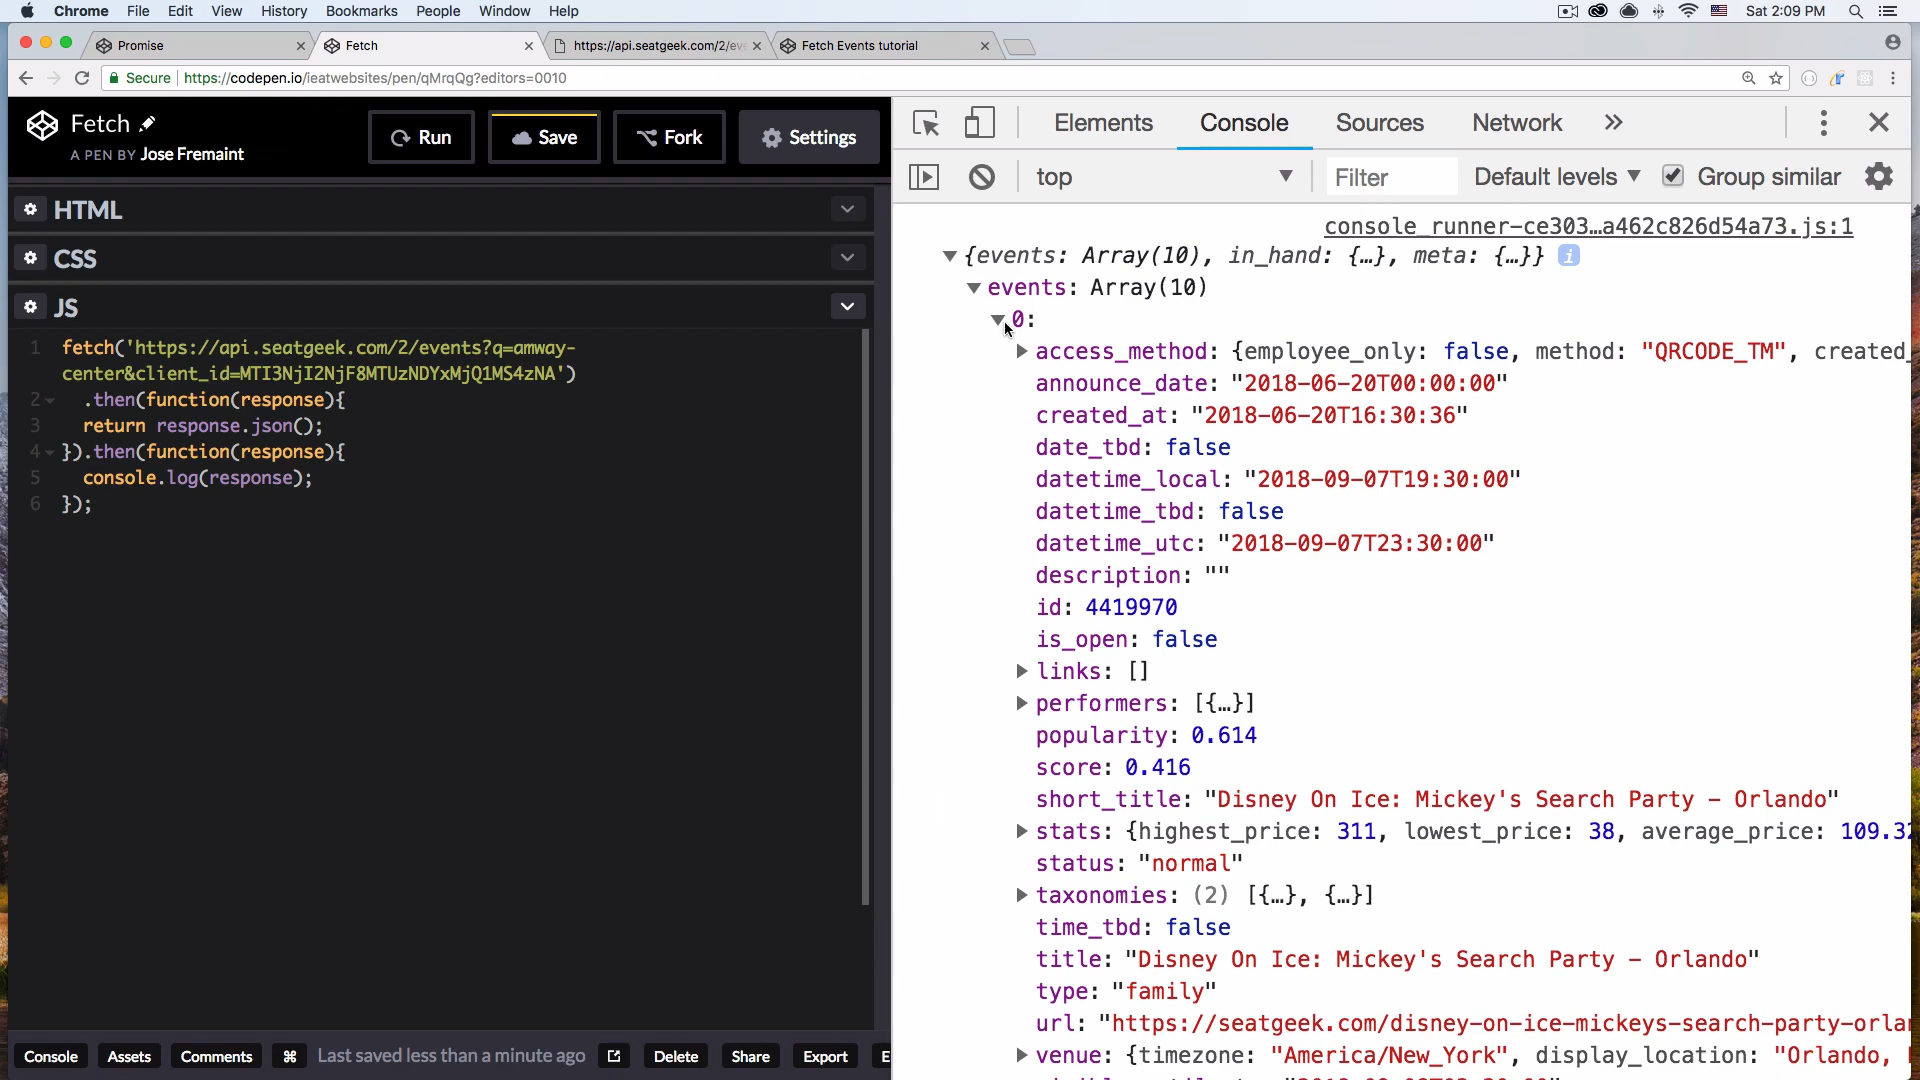 Chrome File Edit View History Bookmarks People Window Help Sat 2:09 PM
Promise Fetch https://api.seatgeek.com/2/eve Fetch Events tutorial
Secure https://codepen.io/ieatwebsites/pen/qMrqQg?editors=0010
Fetch
A PEN BY Jose Fremaint
Run Save Fork Settings
HTML
CSS
JS
1 fetch('https://api.seatgeek.com/2/events?q=amway-
center&client_id=MTI3NjI2NjF8MTUzNDYxMjQ1MS4zNA')
2 .then(function(response){
3 return response.json();
4 }).then(function(response){
5 console.log(response);
6 });
Console Assets Comments ⌘ Last saved less than a minute ago Delete Share Export E
Elements Console Sources Network »
top Filter Default levels Group similar
console_runner-ce303…a462c826d54a73.js:1
{events: Array(10), in_hand: {…}, meta: {…}} i
events: Array(10)
0:
access_method: {employee_only: false, method: "QRCODE_TM", created_
announce_date: "2018-06-20T00:00:00"
created_at: "2018-06-20T16:30:36"
date_tbd: false
datetime_local: "2018-09-07T19:30:00"
datetime_tbd: false
datetime_utc: "2018-09-07T23:30:00"
description: ""
id: 4419970
is_open: false
links: []
performers: [{…}]
popularity: 0.614
score: 0.416
short_title: "Disney On Ice: Mickey's Search Party – Orlando"
stats: {highest_price: 311, lowest_price: 38, average_price: 109.32
status: "normal"
taxonomies: (2) [{…}, {…}]
time_tbd: false
title: "Disney On Ice: Mickey's Search Party – Orlando"
type: "family"
url: "https://seatgeek.com/disney-on-ice-mickeys-search-party-orlan
venue: {timezone: "America/New_York", display_location: "Orlando,